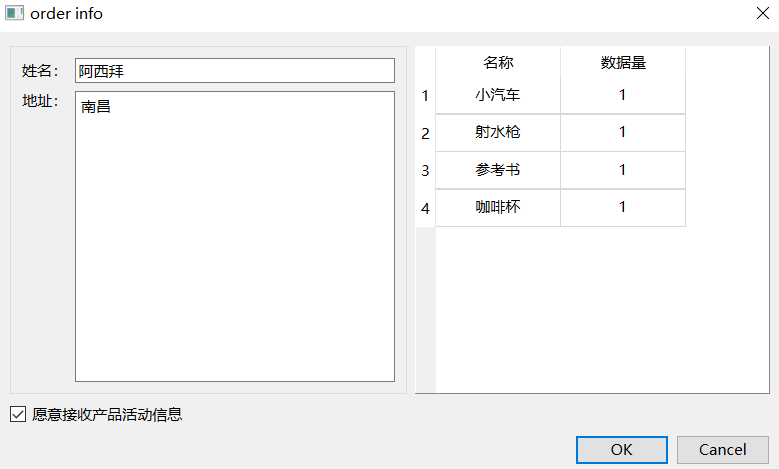 order info
姓名： 阿西拜
地址： 南昌
名称 数据量
1 小汽车 1
2 射水枪 1
3 参考书 1
4 咖啡杯 1
愿意接收产品活动信息
OK Cancel